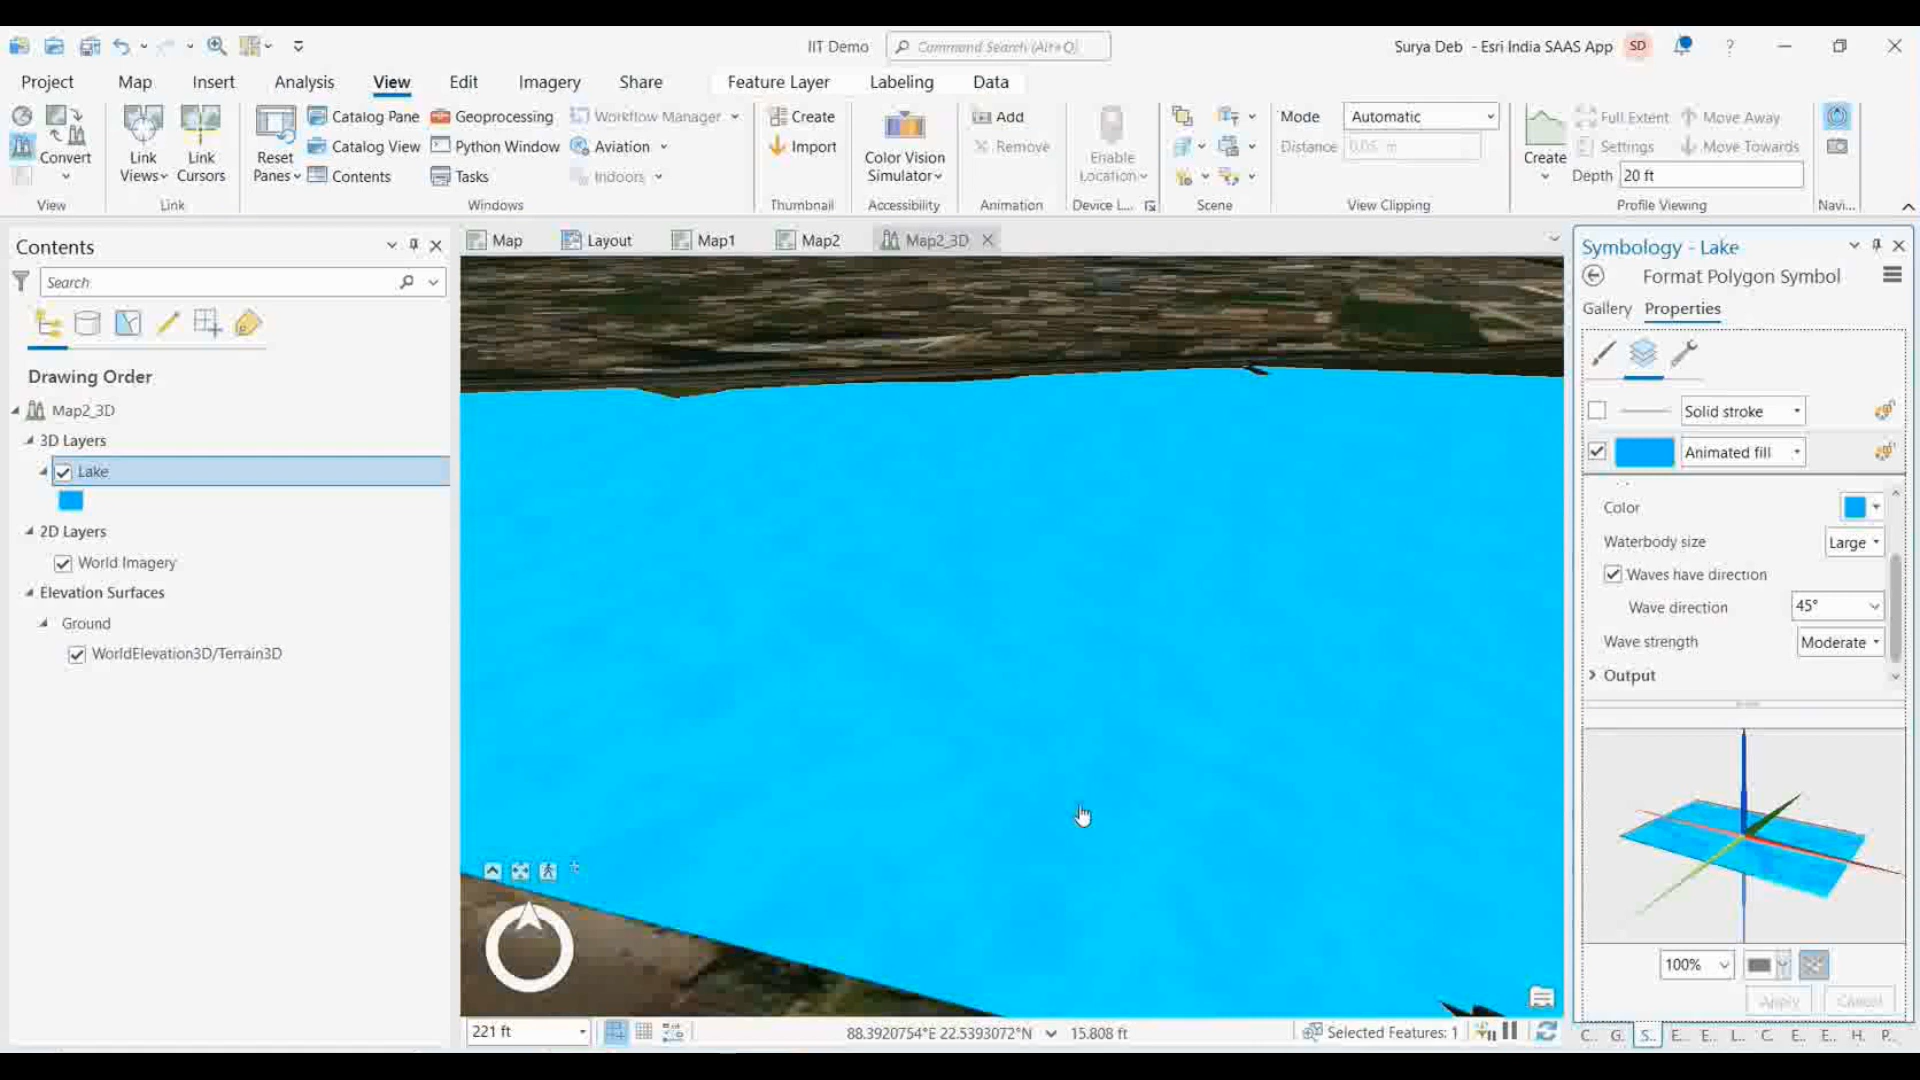 IIT Demo
Command Search (Alt+Q)
Surya Deb - Esri India SAAS App
SD
?
Project
Map
Insert
Analysis
View
Edit
Imagery
Share
Feature Layer
Labeling
Data
Convert
View
Link Views
Link Cursors
Link
Reset Panes
Catalog Pane
Catalog View
Contents
Geoprocessing
Python Window
Tasks
Workflow Manager
Aviation
Indoors
Windows
Create
Import
Thumbnail
Color Vision Simulator
Accessibility
Add
Remove
Animation
Enable Location
Device L...
Scene
Mode
Automatic
Distance
0.05 m
View Clipping
Create
Full Extent
Move Away
Settings
Move Towards
Depth
20 ft
Profile Viewing
Navi...
Contents
Search
Drawing Order
Map2_3D
3D Layers
Lake
2D Layers
World Imagery
Elevation Surfaces
Ground
WorldElevation3D/Terrain3D
Map
Layout
Map1
Map2
Map2_3D
221 ft
88.3920754°E 22.5393072°N
15.808 ft
Selected Features: 1
Symbology - Lake
Format Polygon Symbol
Gallery
Properties
Solid stroke
Animated fill
Color
Waterbody size
Large
Waves have direction
Wave direction
45°
Wave strength
Moderate
Output
100%
Apply
Cancel
C..
G.
S..
E..
E..
L..
C.
E..
E..
H.
P..